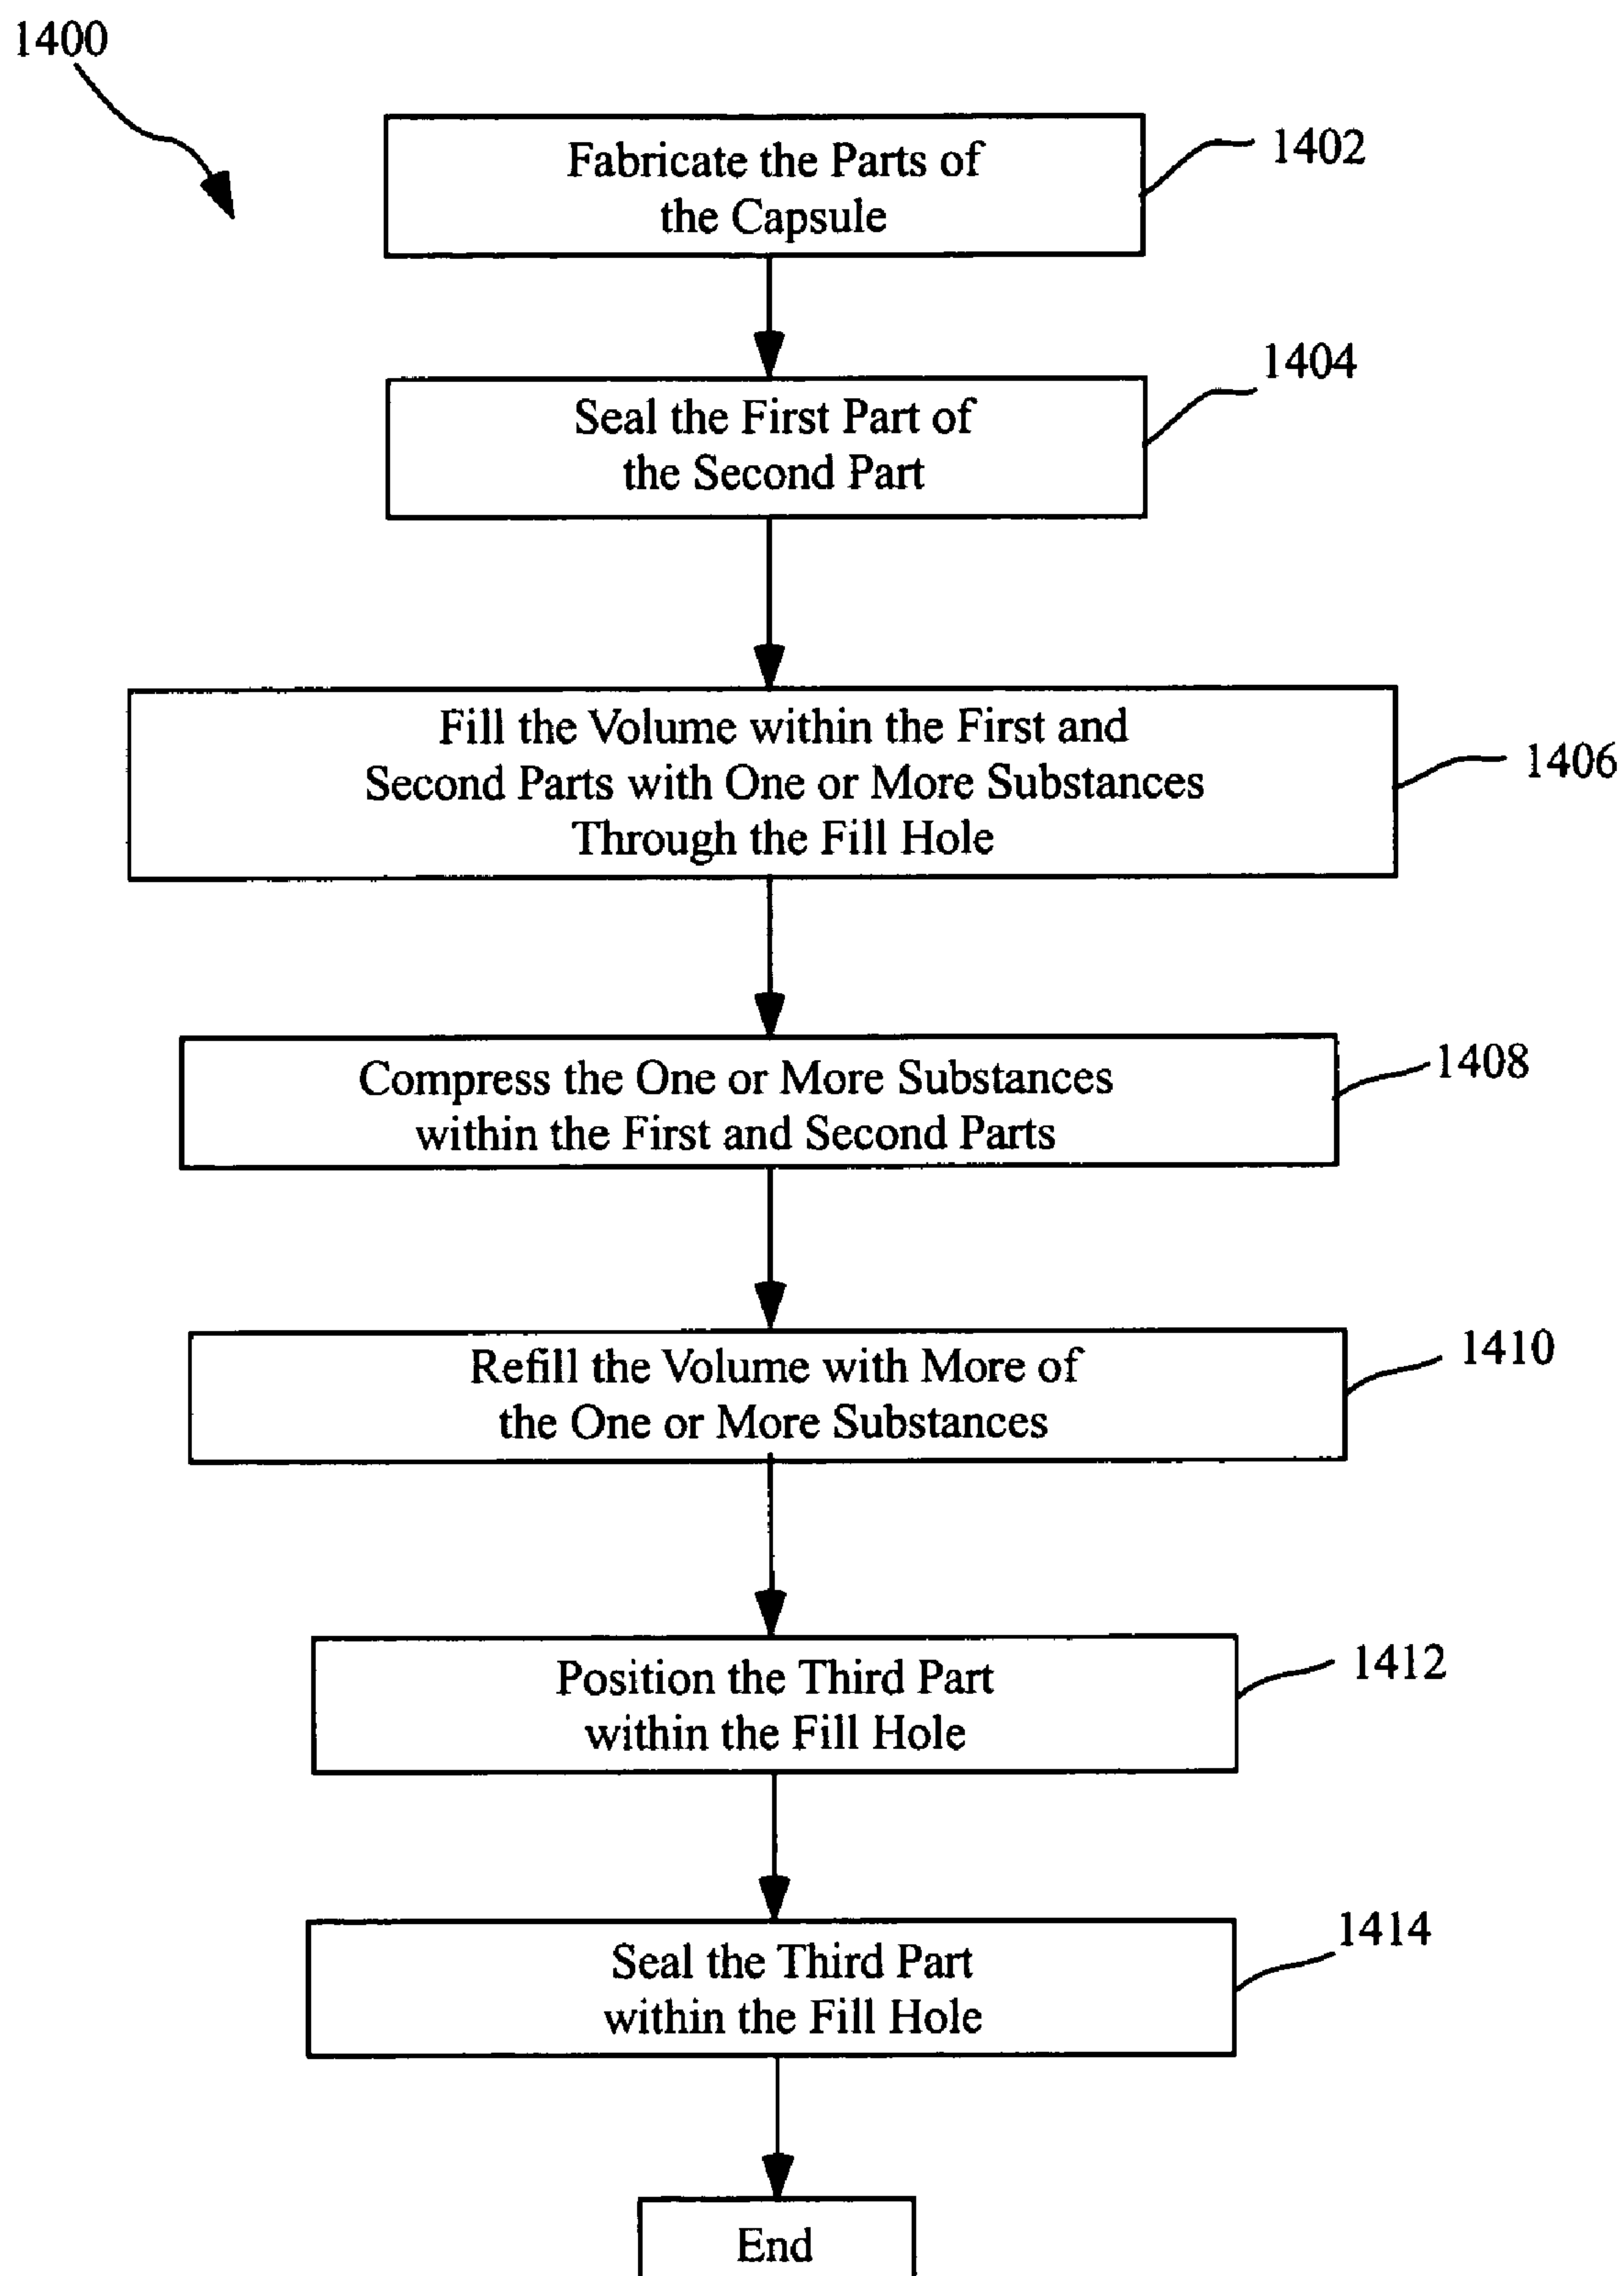 1400
Fabricate the Parts of
the Capsule
1402
Seal the First Part of
the Second Part
1404
Fill the Volume within the First and
Second Parts with One or More Substances
Through the Fill Hole
1406
Compress the One or More Substances
within the First and Second Parts
1408
Refill the Volume with More of
the One or More Substances
1410
Position the Third Part
within the Fill Hole
1412
Seal the Third Part
within the Fill Hole
1414
End